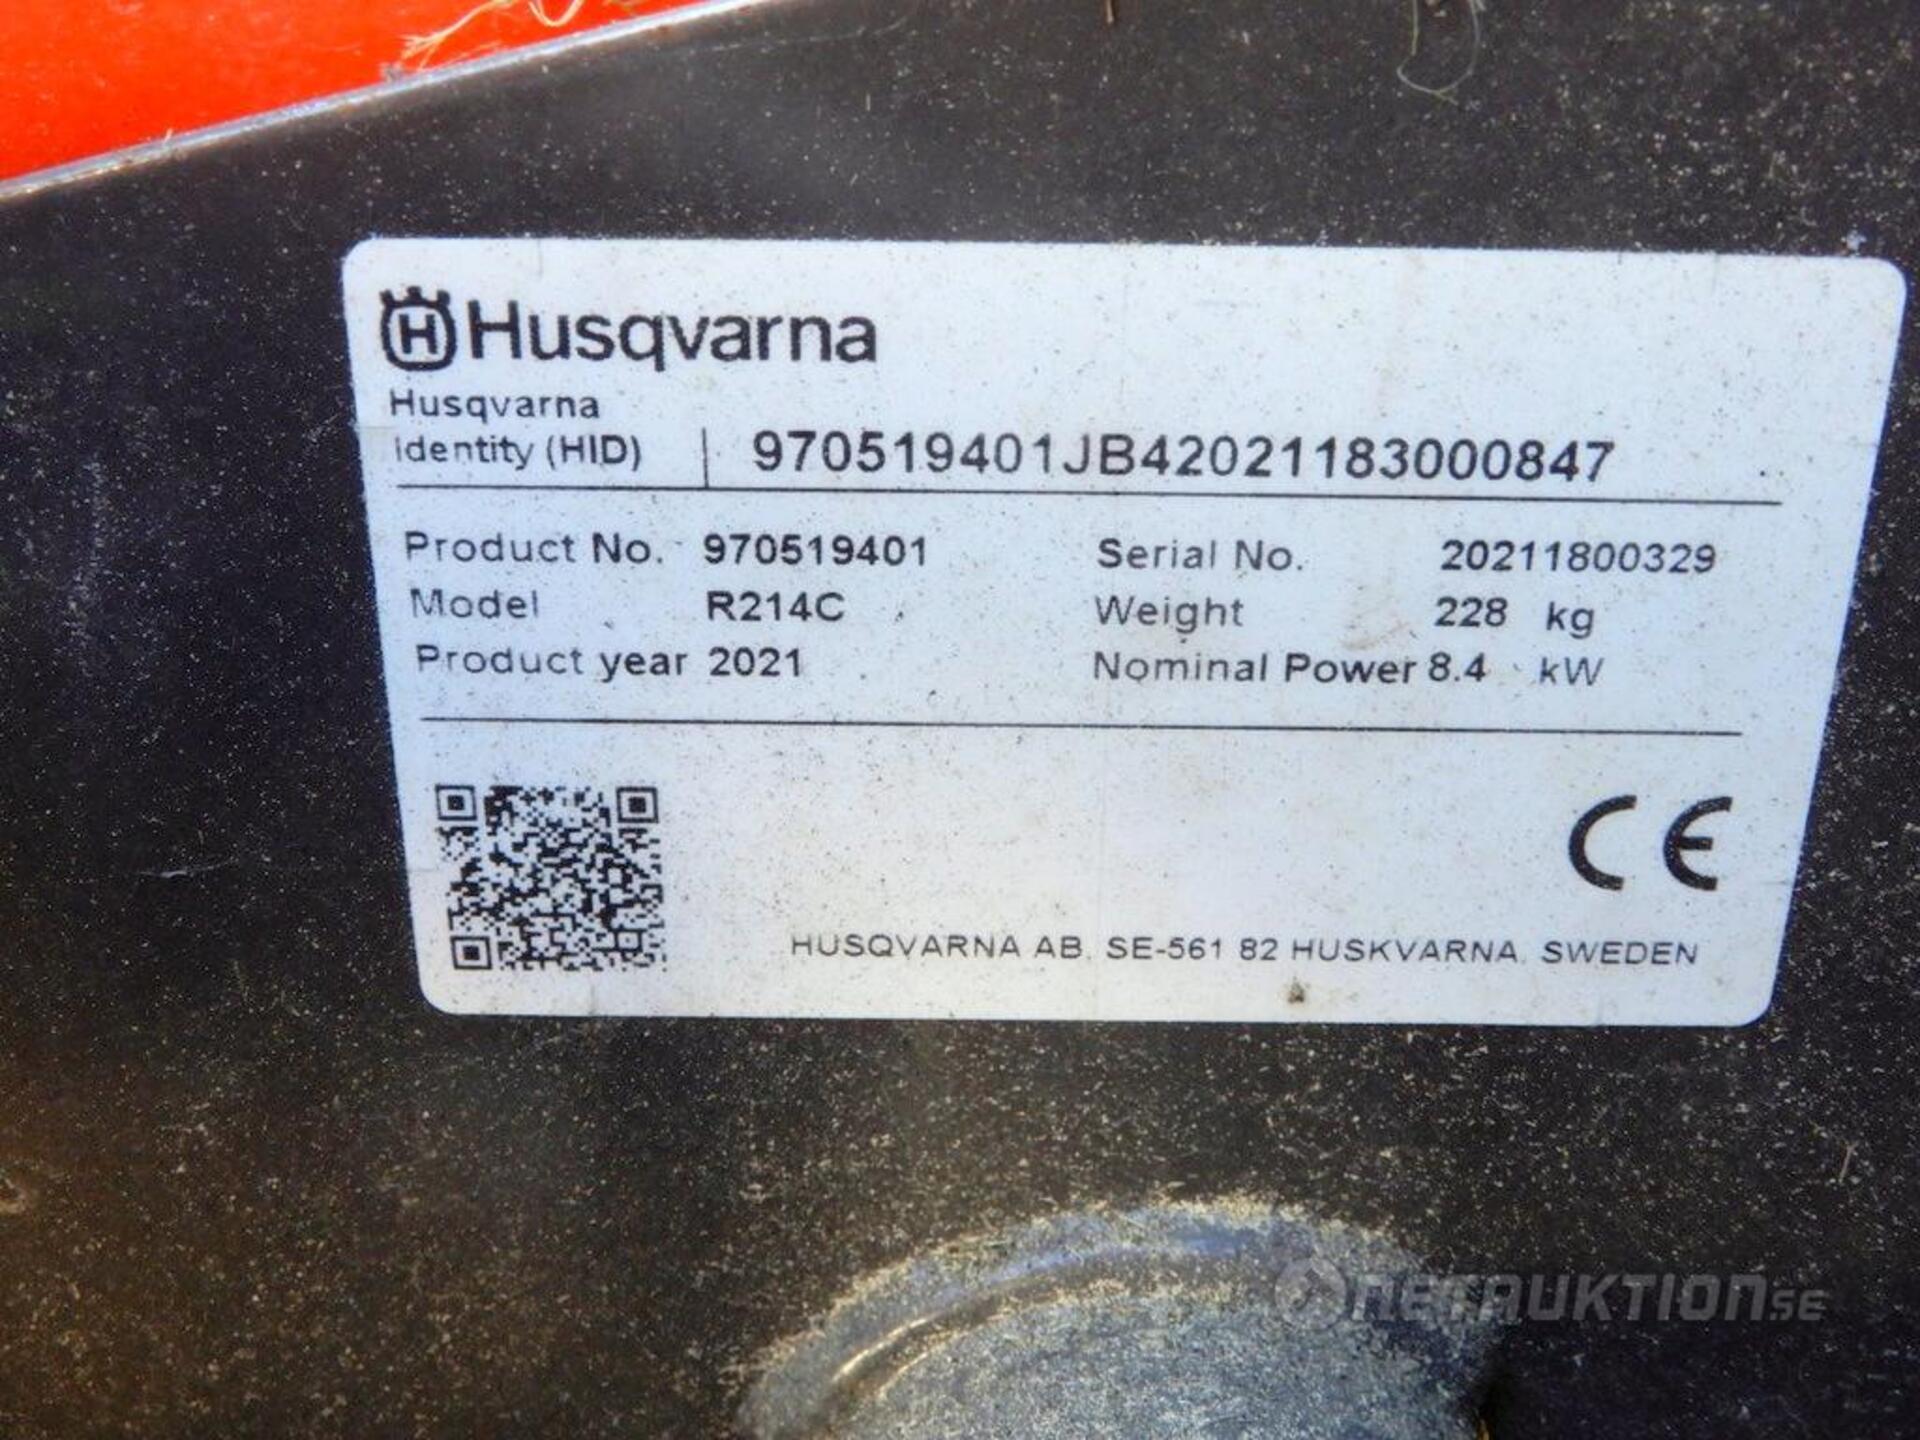 Husqvarna
Husqvarna
Identity (HID) 970519401JB42021183000847
Product No. 970519401 Serial No. 20211800329
Model R214C Weight 228 kg
Product year 2021 Nominal Power 8.4 kW
CE
HUSQVARNA AB, SE-561 82 HUSKVARNA, SWEDEN
NETAUKTION.SE